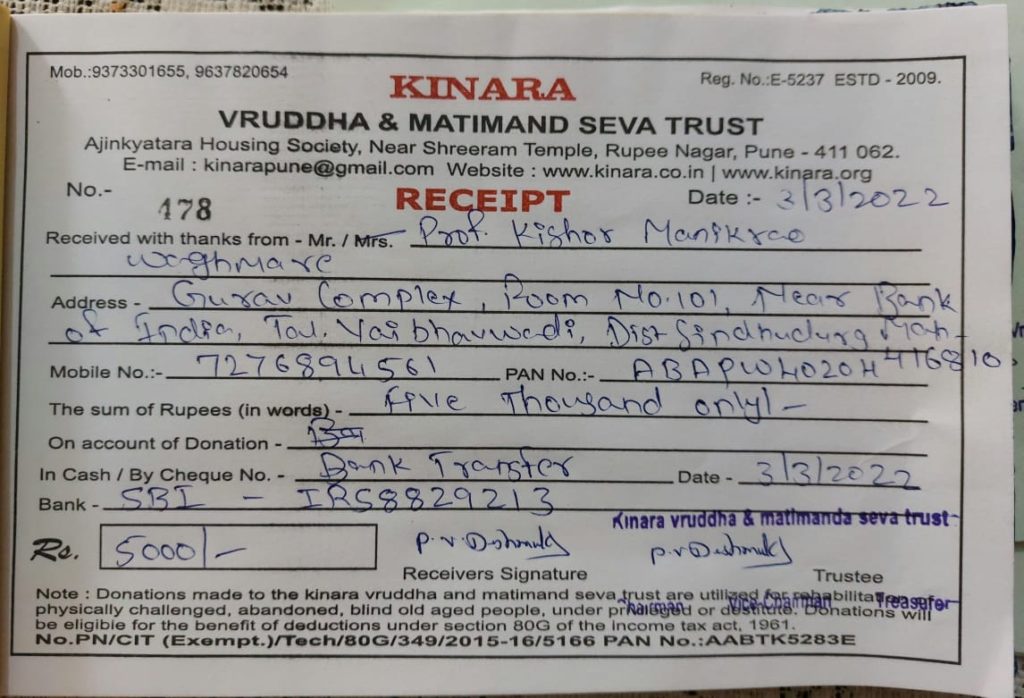 Mob.:9373301655, 9637820654
Reg. No.:E-5237 ESTD - 2009.
KINARA
VRUDDHA & MATIMAND SEVA TRUST
Ajinkyatara Housing Society, Near Shreeram Temple, Rupee Nagar, Pune - 411 062.
E-mail : kinarapune@gmail.com Website : www.kinara.co.in | www.kinara.org
No.- 478 RECEIPT Date :- 3/3/2022
Received with thanks from - Mr. / Mrs. Prof. Kishor Manikrao
Waghmare
Address - Gurav Complex, Room No.101, Near Bank
of India, Tal. Vaibhavwadi, Dist Sindhudurg, Mah-
416810
Mobile No.:- 7276894561 PAN No.:- ABAPW4020H
The sum of Rupees (in words) - Five Thousand only/-
On account of Donation -
In Cash / By Cheque No. - Bank Transfer Date - 3/3/2022
Bank - SBI - IRS8829213
Kinara vruddha & matimanda seva trust
Rs. 5000/- P.V.Deshmukh P.V.Deshmukh
Receivers Signature Trustee
Chairman Vice-Chairman Treasurer
Note : Donations made to the kinara vruddha and matimand seva trust are utilized for rehabilitation of
physically challenged, abandoned, blind old aged people, under privileged or destitute. Donations will
be eligible for the benefit of deductions under section 80G of the income tax act, 1961.
No.PN/CIT (Exempt.)/Tech/80G/349/2015-16/5166 PAN No.:AABTK5283E